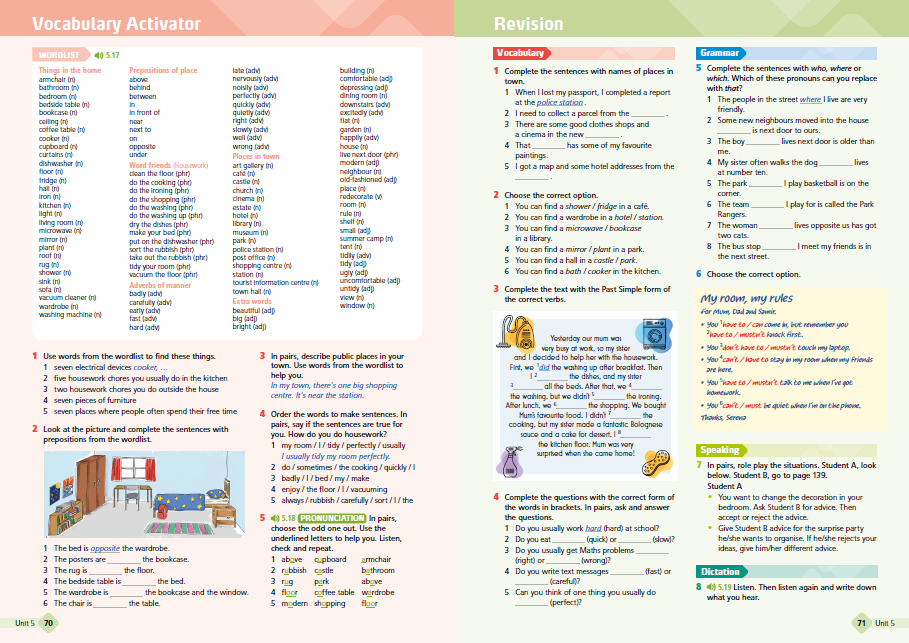 Vocabulary Activator
WORDLIST 5.17
Things in the home
armchair (n)
bathroom (n)
bedroom (n)
bedside table (n)
bookcase (n)
ceiling (n)
coffee table (n)
cooker (n)
cupboard (n)
curtains (n)
dishwasher (n)
floor (n)
fridge (n)
hall (n)
iron (n)
kitchen (n)
light (n)
living room (n)
microwave (n)
mirror (n)
plant (n)
roof (n)
rug (n)
shower (n)
sink (n)
sofa (n)
vacuum cleaner (n)
wardrobe (n)
washing machine (n)
Prepositions of place
above
behind
between
in
in front of
near
next to
on
opposite
under
Word friends (Housework)
clean the floor (phr)
do the cooking (phr)
do the ironing (phr)
do the shopping (phr)
do the washing (phr)
do the washing up (phr)
dry the dishes (phr)
make your bed (phr)
put on the dishwasher (phr)
sort the rubbish (phr)
take out the rubbish (phr)
tidy your room (phr)
vacuum the floor (phr)
Adverbs of manner
badly (adv)
carefully (adv)
early (adv)
fast (adv)
hard (adv)
late (adv)
nervously (adv)
noisily (adv)
perfectly (adv)
quickly (adv)
quietly (adv)
right (adv)
slowly (adv)
well (adv)
wrong (adv)
Places in town
art gallery (n)
café (n)
castle (n)
church (n)
cinema (n)
estate (n)
hotel (n)
library (n)
museum (n)
park (n)
police station (n)
post office (n)
shopping centre (n)
station (n)
tourist information centre (n)
town hall (n)
Extra words
beautiful (adj)
big (adj)
bright (adj)
building (n)
comfortable (adj)
depressing (adj)
dining room (n)
downstairs (adv)
excitedly (adv)
flat (n)
garden (n)
happily (adv)
house (n)
live next door (phr)
modern (adj)
neighbour (n)
old-fashioned (adj)
place (n)
redecorate (v)
room (n)
rule (n)
shelf (n)
small (adj)
summer camp (n)
tent (n)
tidily (adv)
tidy (adj)
ugly (adj)
uncomfortable (adj)
untidy (adj)
view (n)
window (n)
1 Use words from the wordlist to find these things.
1 seven electrical devices cooker, …
2 five housework chores you usually do in the kitchen
3 two housework chores you do outside the house
4 seven pieces of furniture
5 seven places where people often spend their free time
2 Look at the picture and complete the sentences with
prepositions from the wordlist.
1 The bed is opposite the wardrobe.
2 The posters are ________ the bookcase.
3 The rug is ________ the floor.
4 The bedside table is ________ the bed.
5 The wardrobe is ________ the bookcase and the window.
6 The chair is ________ the table.
3 In pairs, describe public places in your
town. Use words from the wordlist to
help you.
In my town, there's one big shopping
centre. It's near the station.
4 Order the words to make sentences. In
pairs, say if the sentences are true for
you. How do you do housework?
1 my room / I / tidy / perfectly / usually
I usually tidy my room perfectly.
2 do / sometimes / the cooking / quickly / I
3 badly / I / bed / my / make
4 enjoy / the floor / I / vacuuming
5 always / rubbish / carefully / sort / I / the
5 5.18 PRONUNCIATION In pairs,
choose the odd one out. Use the
underlined letters to help you. Listen,
check and repeat.
1 above cupboard armchair
2 rubbish castle bathroom
3 rug park above
4 floor coffee table wardrobe
5 modern shopping floor
Unit 5 70
Revision
Vocabulary
1 Complete the sentences with names of places in
town.
1 When I lost my passport, I completed a report
at the police station.
2 I need to collect a parcel from the ________.
3 There are some good clothes shops and
a cinema in the new ________.
4 That ________ has some of my favourite
paintings.
5 I got a map and some hotel addresses from the
________.
2 Choose the correct option.
1 You can find a shower / fridge in a café.
2 You can find a wardrobe in a hotel / station.
3 You can find a microwave / bookcase
in a library.
4 You can find a mirror / plant in a park.
5 You can find a hall in a castle / park.
6 You can find a bath / cooker in the kitchen.
3 Complete the text with the Past Simple form of
the correct verbs.
Yesterday our mum was
very busy at work, so my sister
and I decided to help her with the housework.
First, we 1did the washing up after breakfast. Then
I 2________ the dishes, and my sister
3________ all the beds. After that, we 4________
the washing, but we didn't 5________ the ironing.
After lunch, we 6________ the shopping. We bought
Mum's favourite food. I didn't 7________ the
cooking, but my sister made a fantastic Bolognese
sauce and a cake for dessert. I 8________
the kitchen floor. Mum was very
surprised when she came home!
4 Complete the questions with the correct form of
the words in brackets. In pairs, ask and answer
the questions.
1 Do you usually work hard (hard) at school?
2 Do you eat ________ (quick) or ________ (slow)?
3 Do you usually get Maths problems ________
(right) or ________ (wrong)?
4 Do you write text messages ________ (fast) or
________ (careful)?
5 Can you think of one thing you usually do
________ (perfect)?
Grammar
5 Complete the sentences with who, where or
which. Which of these pronouns can you replace
with that?
1 The people in the street where I live are very
friendly.
2 Some new neighbours moved into the house
________ is next door to ours.
3 The boy ________ lives next door is older than
me.
4 My sister often walks the dog ________ lives
at number ten.
5 The park ________ I play basketball is on the
corner.
6 The team ________ I play for is called the Park
Rangers.
7 The woman ________ lives opposite us has got
two cats.
8 The bus stop ________ I meet my friends is in
the next street.
6 Choose the correct option.
My room, my rules
For Mum, Dad and Samir.
• You 1have to / can come in, but remember you
2have to / mustn't knock first.
• You 3don't have to / mustn't touch my laptop.
• You 4can't / have to stay in my room when my friends
are here.
• You 5have to / mustn't talk to me when I've got
homework.
• You 6can't / must be quiet when I'm on the phone.
Thanks, Serena
Speaking
7 In pairs, role play the situations. Student A, look
below. Student B, go to page 139.
Student A
• You want to change the decoration in your
bedroom. Ask Student B for advice. Then
accept or reject the advice.
• Give Student B advice for the surprise party
he/she wants to organise. If he/she rejects your
ideas, give him/her different advice.
Dictation
8 5.19 Listen. Then listen again and write down
what you hear.
71 Unit 5